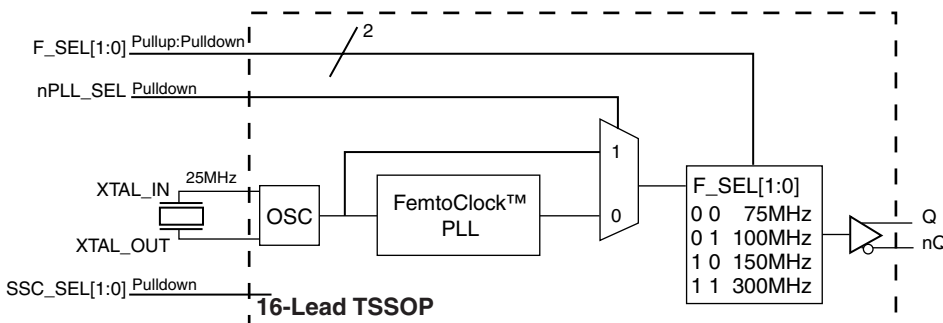 2
F_SEL[1:0] Pullup:Pulldown
nPLL_SEL Pulldown
1
25MHz
XTAL_IN
OSC
FemtoClock™
PLL
0
XTAL_OUT
F_SEL[1:0]
0 0 75MHz
0 1 100MHz
1 0 150MHz
1 1 300MHz
Q
nQ
SSC_SEL[1:0] Pulldown
16-Lead TSSOP